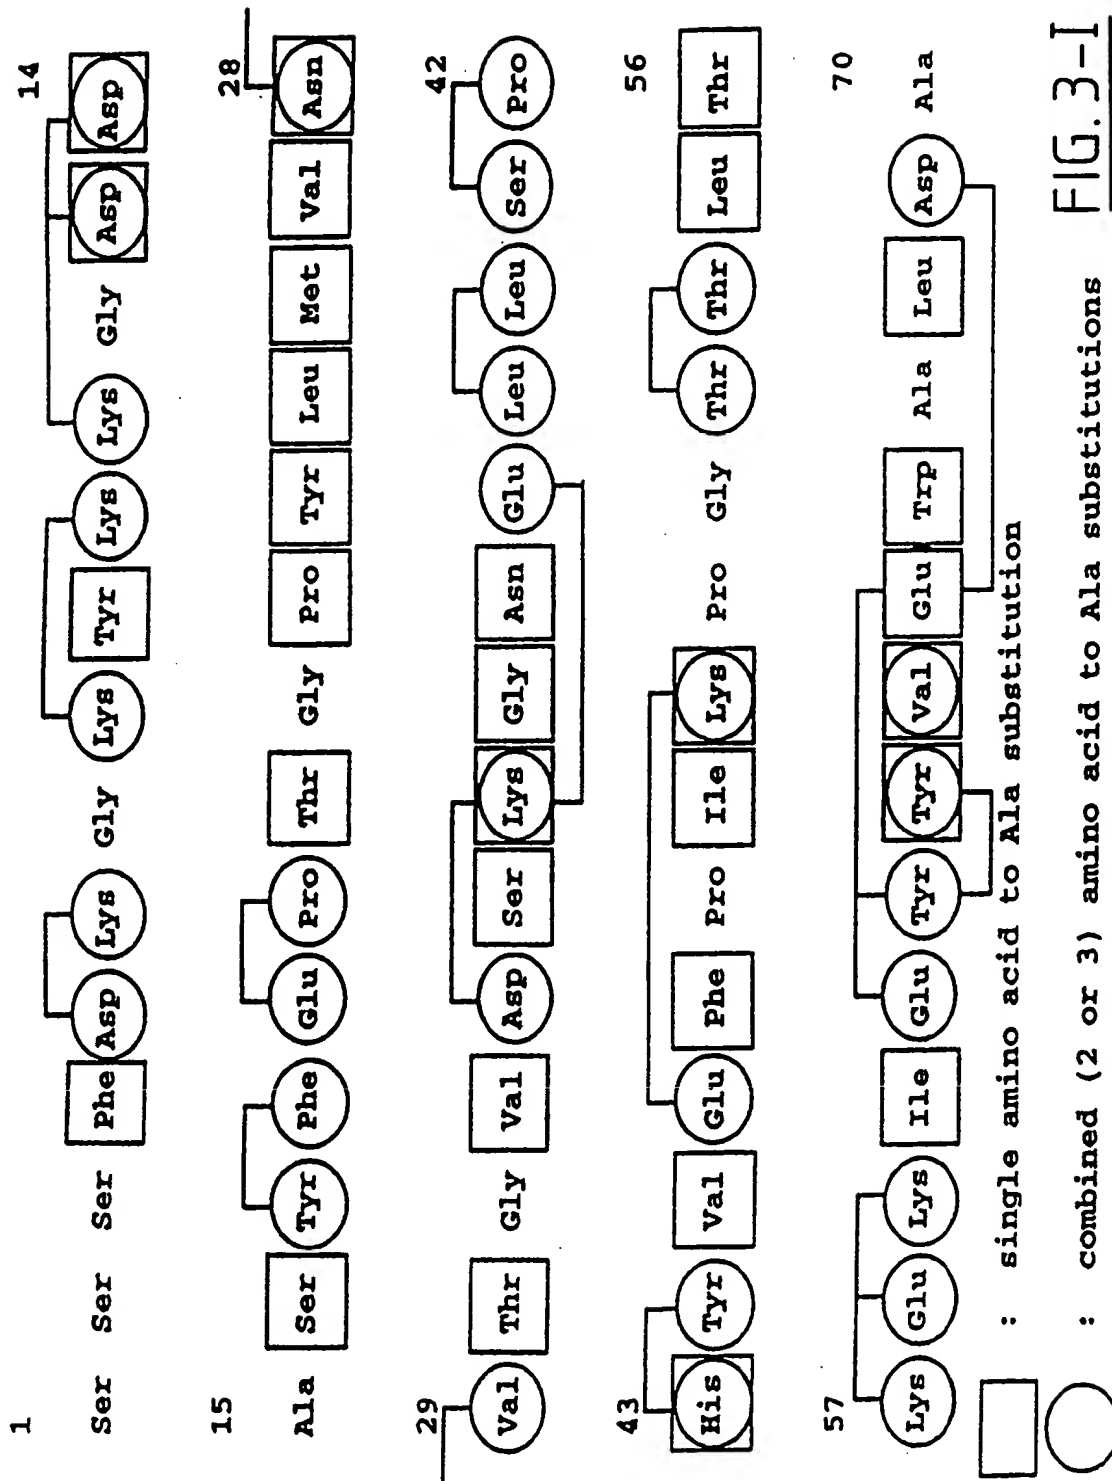 1 14
Ser Ser Ser Phe Asp Lys Gly Lys Tyr Lys Lys Gly Asp Asp
15 28
Ala Ser Tyr Phe Glu Pro Thr Gly Pro Tyr Leu Met Val Asn
29 42
Val Thr Gly Val Asp Ser Lys Gly Asn Glu Leu Leu Ser Pro
43 56
His Tyr Val Glu Phe Pro Ile Lys Pro Gly Thr Thr Leu Thr
57 70
Lys Glu Lys Ile Glu Tyr Tyr Val Glu Trp Ala Leu Asp Ala
: single amino acid to Ala substitution
: combined (2 or 3) amino acid to Ala substitutions
FIG.3-I